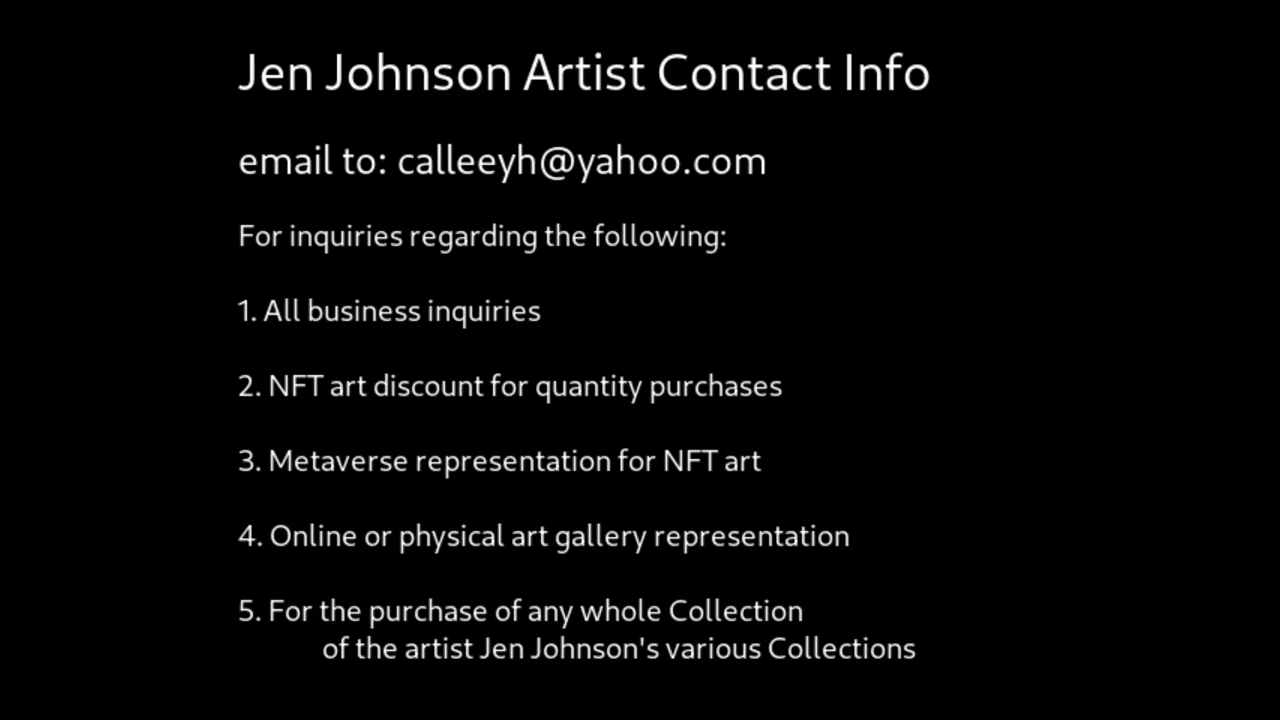 Jen Johnson Artist Contact Info
email to: calleeyh@yahoo.com
For inquiries regarding the following:
1. All business inquiries
2. NFT art discount for quantity purchases
3. Metaverse representation for NFT art
4. Online or physical art gallery representation
5. For the purchase of any whole Collection
of the artist Jen Johnson's various Collections